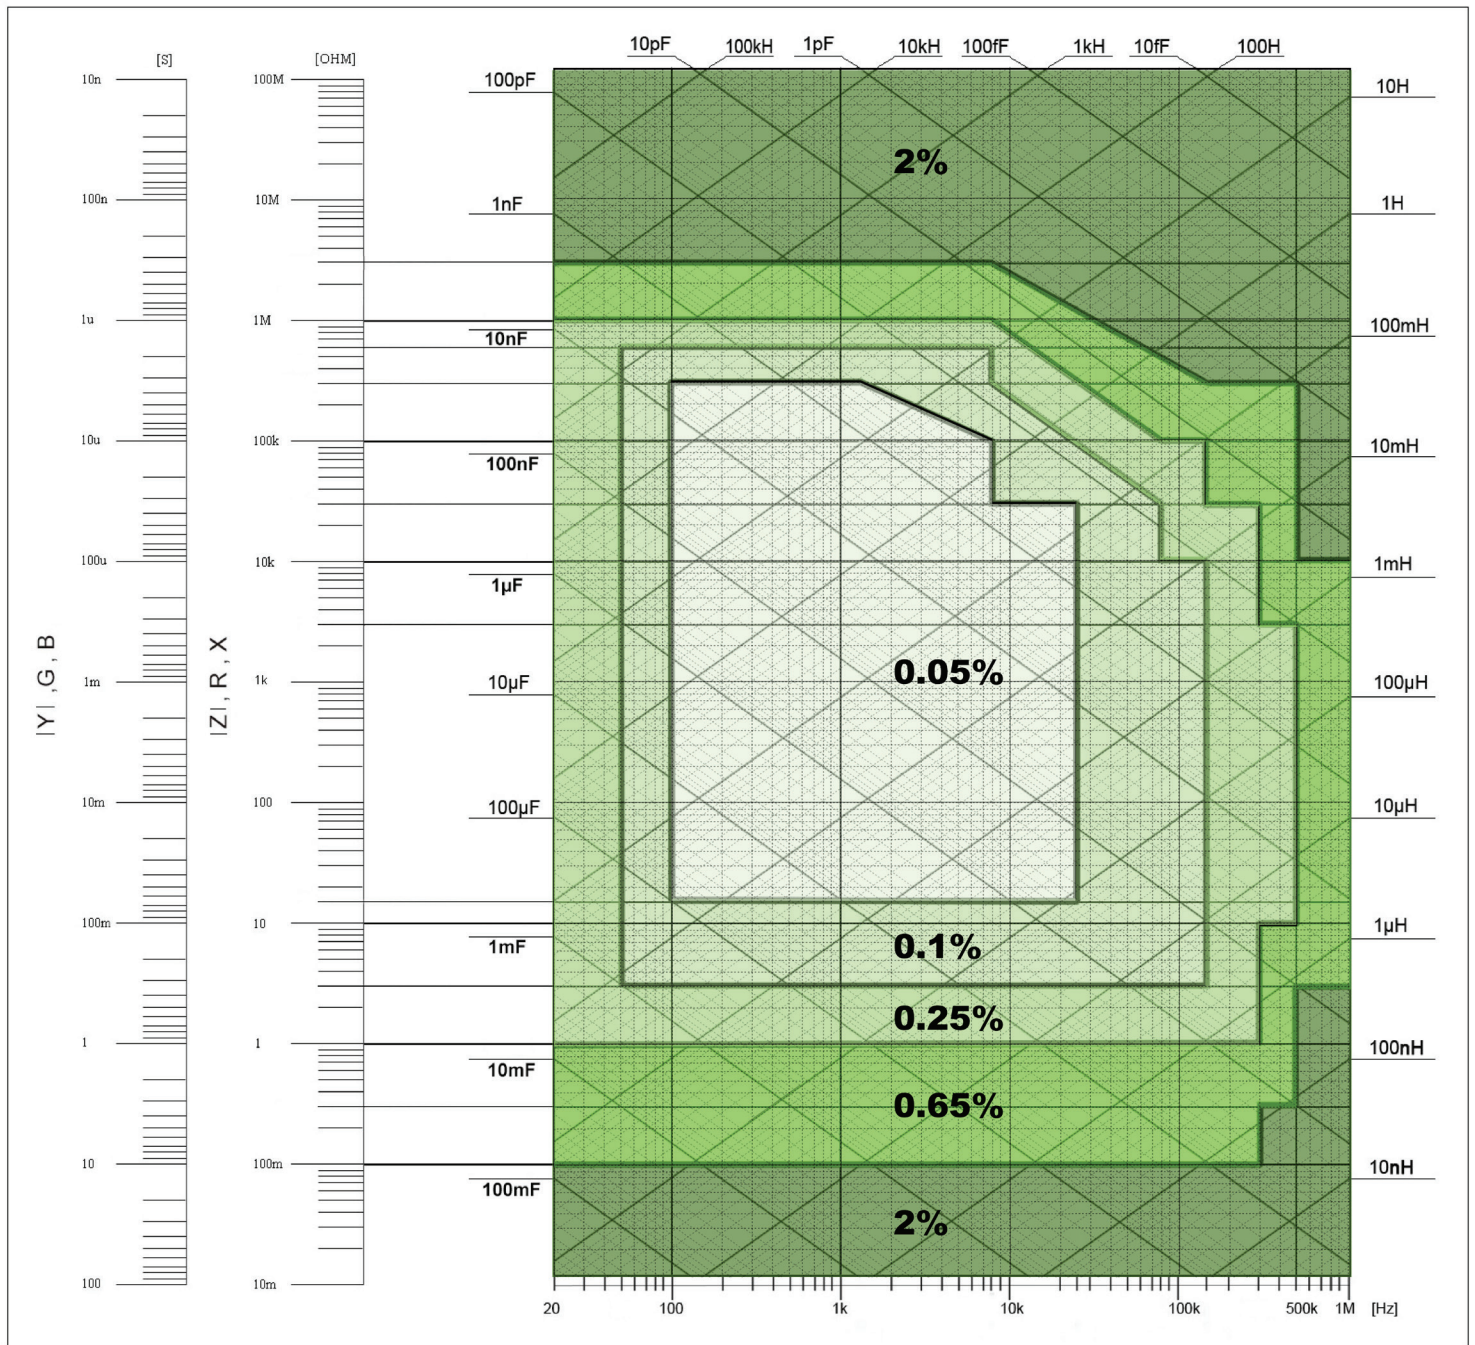 10pF 100kH 1pF 10kH 100fF 1kH 10fF 100H
[S] [OHM]
10n 100M 100pF 10H
2%
100n 10M 1nF 1H
1u 1M 10nF 100mH
10u 100k 100nF 10mH
100u 10k 1µF 1mH
|Y|, G, B |Z|, R, X
0.05%
1m 1k 10µF 100µH
10m 100 100µF 10µH
100m 10 1mF 1µH
0.1%
0.25%
1 1 10mF 100nH
0.65%
10 100m 100mF 10nH
2%
100 10m
20 100 1k 10k 100k 500k 1M [Hz]